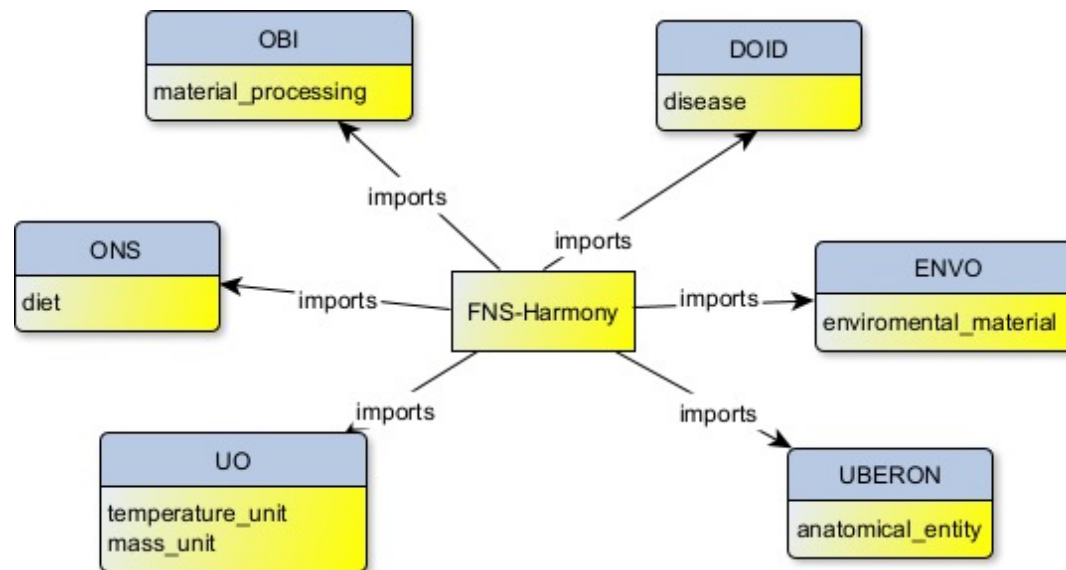 OBI
material_processing
DOID
disease
imports
imports
ONS
diet
imports
FNS-Harmony
imports
ENVO
enviromental_material
imports
imports
UO
temperature_unit
mass_unit
UBERON
anatomical_entity